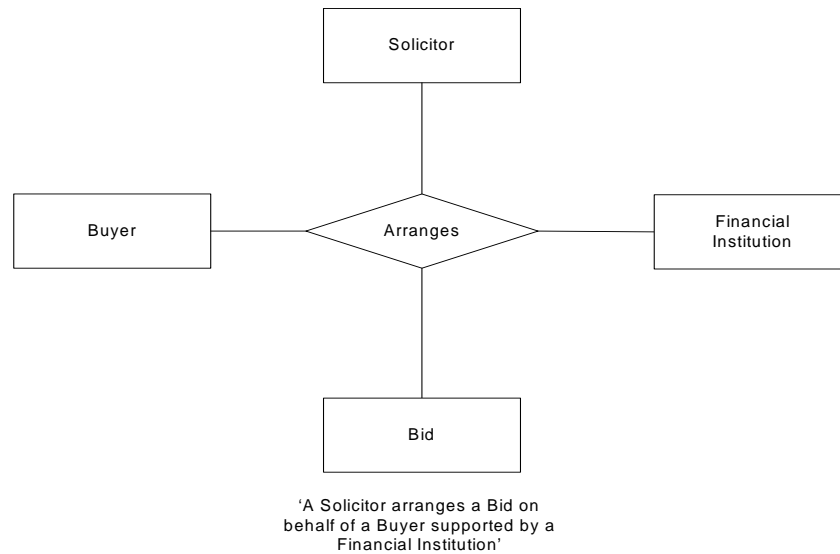 Solicitor
Buyer
Arranges
Financial
Institution
Bid
‘A Solicitor arranges a Bid on
behalf of a Buyer supported by a
Financial Institution’